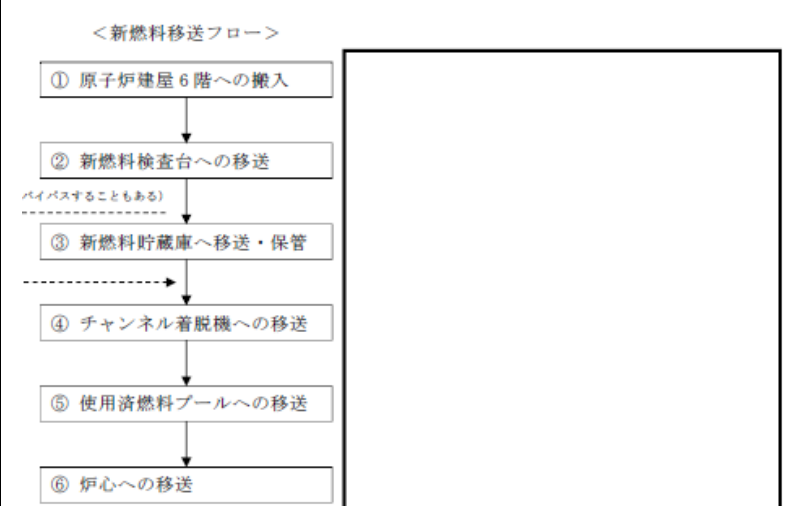 ＜新燃料移送フロー＞
① 原子炉建屋６階への搬入
② 新燃料検査台への移送
バイパスすることもある）
③ 新燃料貯蔵庫へ移送・保管
④ チャンネル着脱機への移送
⑤ 使用済燃料プールへの移送
⑥ 炉心への移送